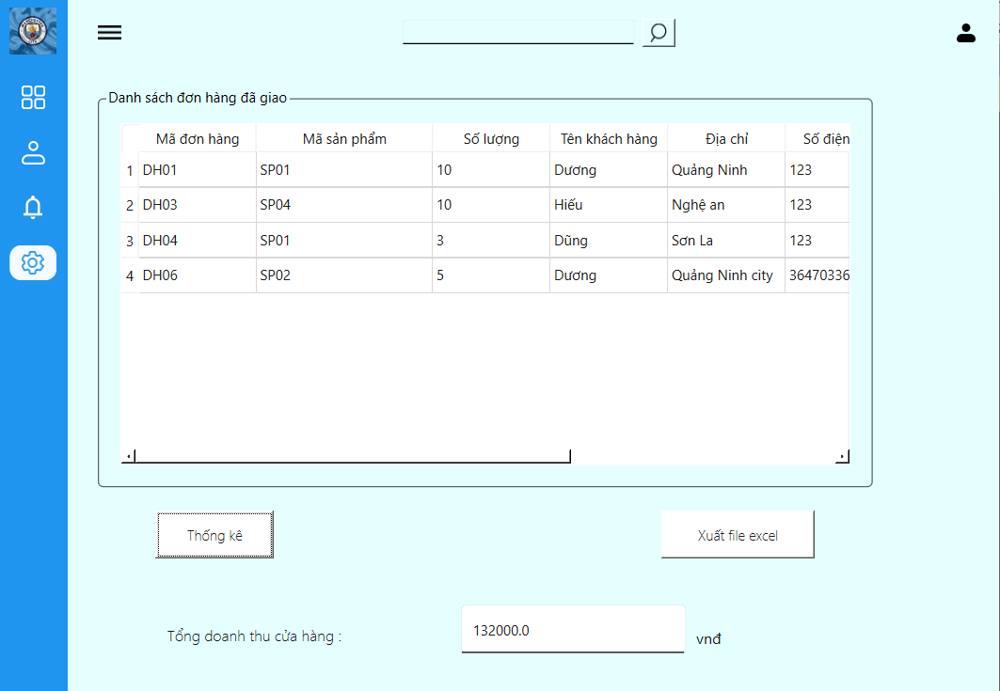 Danh sách đơn hàng đã giao
Mã đơn hàng Mã sản phẩm Số lượng Tên khách hàng Địa chỉ Số điện
1 DH01 SP01 10 Dương Quảng Ninh 123
2 DH03 SP04 10 Hiếu Nghệ an 123
3 DH04 SP01 3 Dũng Sơn La 123
4 DH06 SP02 5 Dương Quảng Ninh city 36470336
Thống kê Xuất file excel
Tổng doanh thu cửa hàng : 132000.0 vnđ